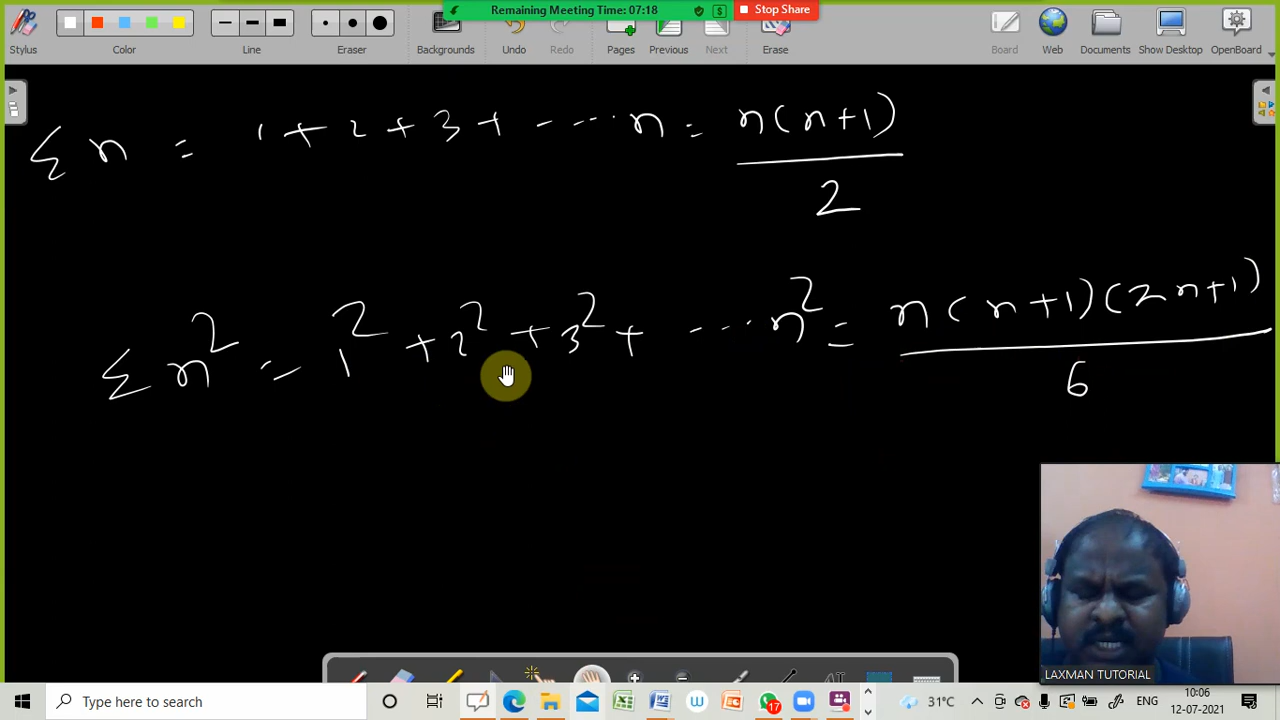 Remaining Meeting Time: 07:18 Stop Share
Stylus Color Line Eraser Backgrounds Undo Redo Pages Previous Next Erase Board Web Documents Show Desktop OpenBoard
Σn = 1 + 2 + 3 + -----n = n(n+1)/2
Σn² = 1² + 2² + 3² + ---n² = n(n+1)(2n+1)/6
LAXMAN TUTORIAL
Type here to search
17
31°C
ENG
10:06
12-07-2021